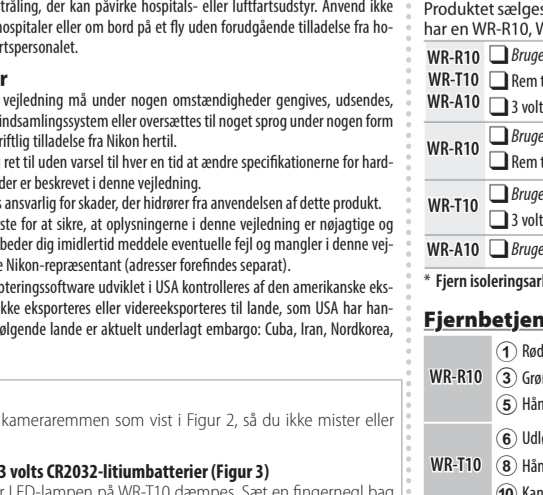 tråling, der kan påvirke hospitals- eller luftfartsudstyr. Anvend ikke
hospitaler eller om bord på et fly uden forudgående tilladelse fra ho-
rtspersonalet.
r
vejledning må under nogen omstændigheder gengives, udsendes,
indsamlingssystem eller oversættes til noget sprog under nogen form
riftlig tilladelse fra Nikon hertil.
ret til uden varsel til hver en tid at ændre specifikationerne for hard-
der er beskrevet i denne vejledning.
s ansvarlig for skader, der hidrører fra anvendelsen af dette produkt.
ste for at sikre, at oplysningerne i denne vejledning er nøjagtige og
beder dig imidlertid meddele eventuelle fejl og mangler i denne vej-
e Nikon-repræsentant (adresser forefindes separat).
pteringssoftware udviklet i USA kontrolleres af den amerikanske eks-
kke eksporteres eller videreeksporteres til lande, som USA har han-
ølgende lande er aktuelt underlagt embargo: Cuba, Iran, Nordkorea,
kameraremmen som vist i Figur 2, så du ikke mister eller
3 volts CR2032-litiumbatterier (Figur 3)
r LED-lampen på WR-T10 dæmpes. Sæt en fingernegl bag
Produktet sælges
har en WR-R10, W
WR-R10 Bruge
WR-T10 Rem t
WR-A10 3 volt
WR-R10 Bruge
Rem t
WR-T10 Bruge
3 volt
WR-A10 Bruge
* Fjern isoleringsark
Fjernbetjen
WR-R10 1 Rød
3 Grøn
5 Hån
WR-T10 6 Udlø
8 Hån
10 Kam